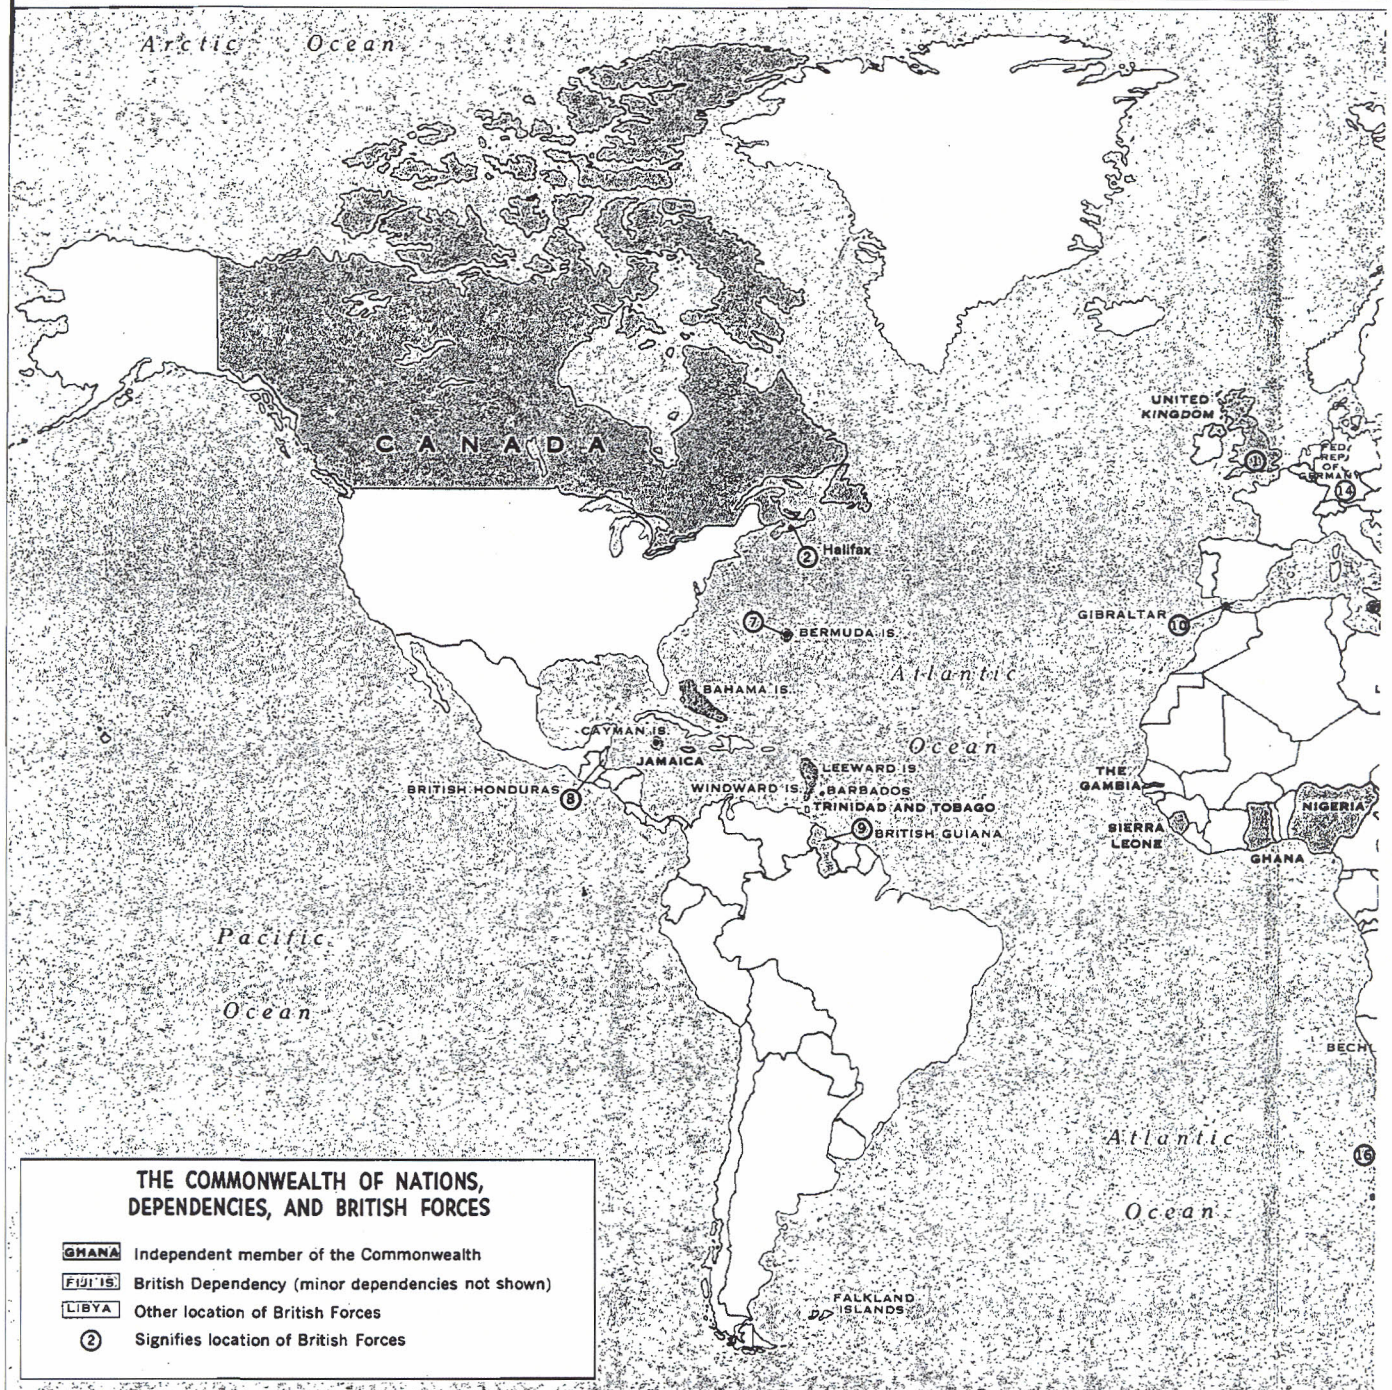 Arctic Ocean
CANADA
UNITED
KINGDOM
1
FED.
REP.
OF
GERMANY
14
2 Halifax
GIBRALTAR
10
7
BERMUDA IS.
Atlantic
Ocean
BAHAMA IS.
CAYMAN IS.
JAMAICA
BRITISH HONDURAS
8
LEEWARD IS.
WINDWARD IS.
BARBADOS
TRINIDAD AND TOBAGO
9
BRITISH GUIANA
THE
GAMBIA
SIERRA
LEONE
GHANA
NIGERIA
Pacific
Ocean
BECH
Atlantic
16
Ocean
FALKLAND
ISLANDS
THE COMMONWEALTH OF NATIONS,
DEPENDENCIES, AND BRITISH FORCES
GHANA Independent member of the Commonwealth
FIJI IS. British Dependency (minor dependencies not shown)
LIBYA Other location of British Forces
2 Signifies location of British Forces